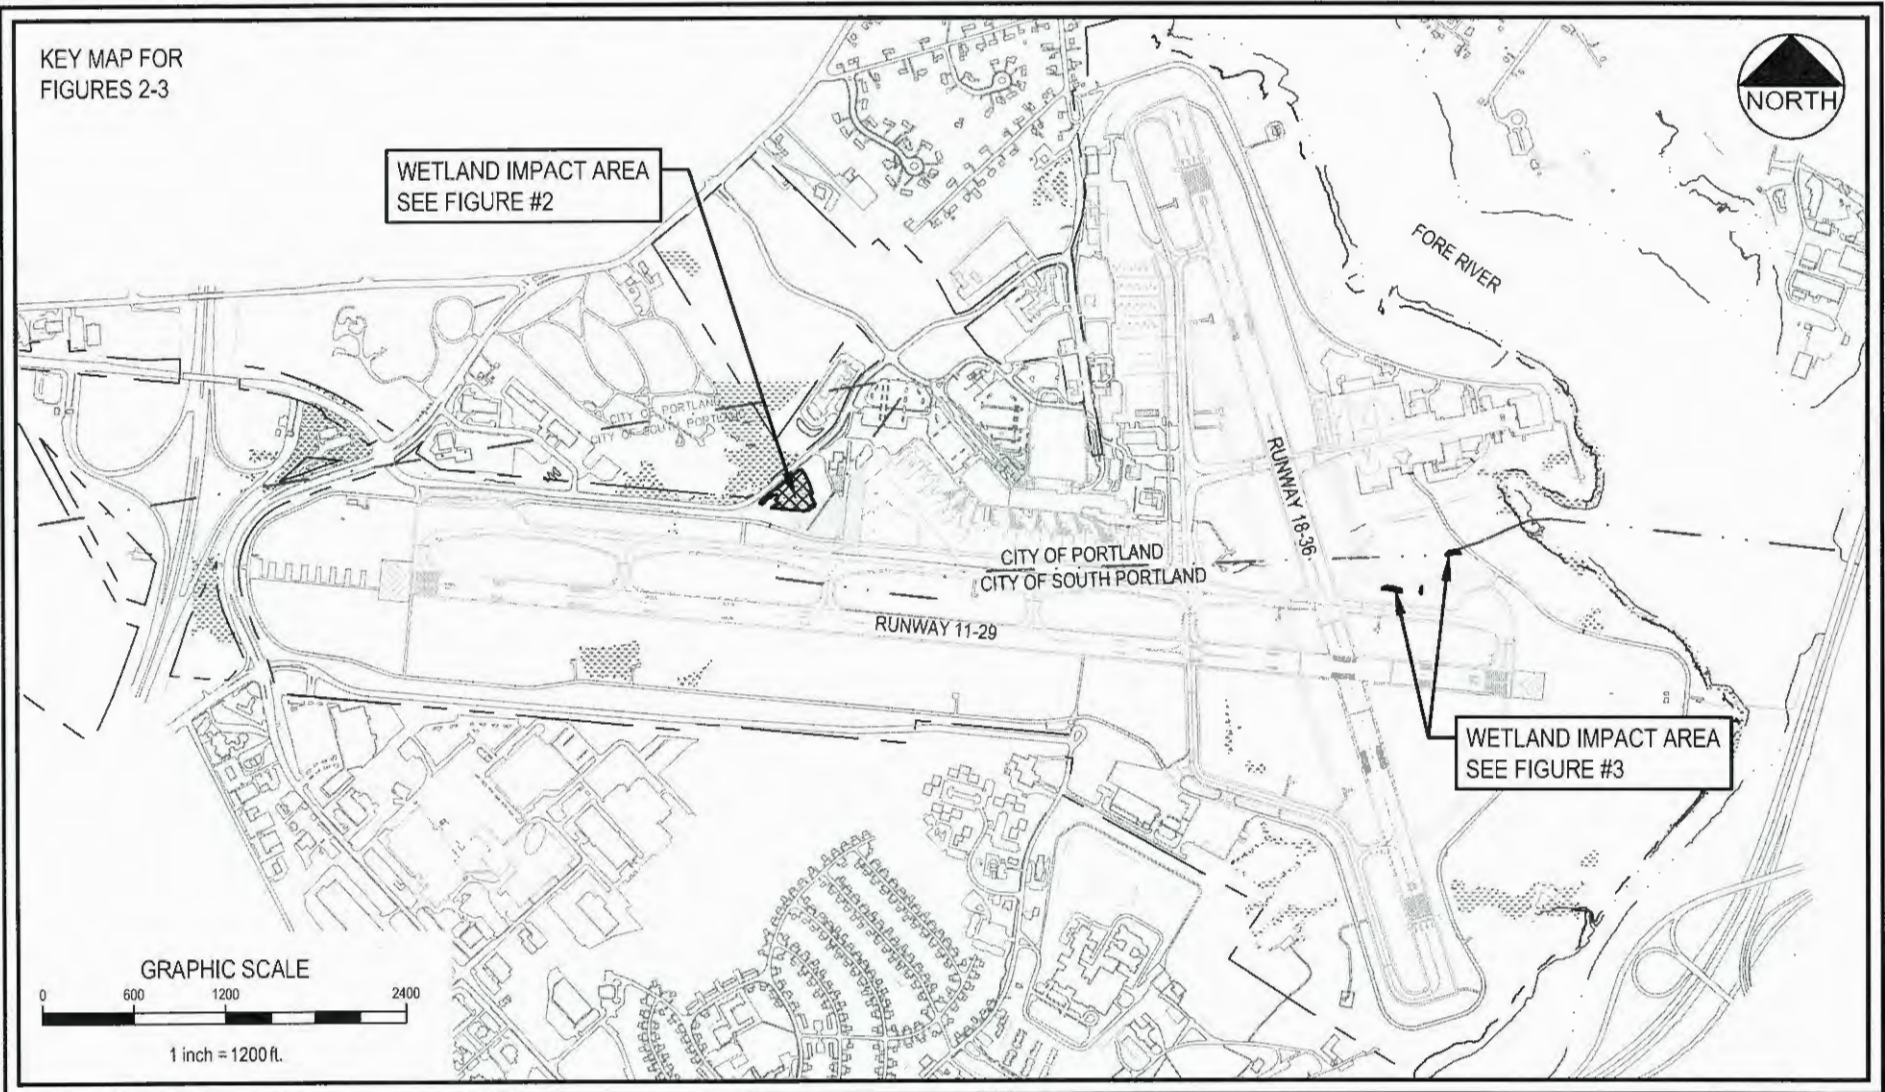 KEY MAP FOR
FIGURES 2-3
NORTH
WETLAND IMPACT AREA
SEE FIGURE #2
FORE RIVER
CITY OF PORTLAND
CITY OF SOUTH PORTLAND
RUNWAY 18-36
CITY OF PORTLAND
CITY OF SOUTH PORTLAND
RUNWAY 11-29
WETLAND IMPACT AREA
SEE FIGURE #3
GRAPHIC SCALE
0 600 1200 2400
1 inch = 1200 ft.